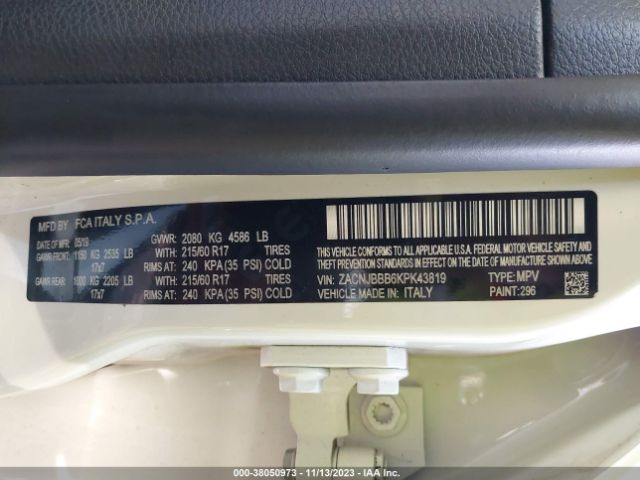 MFD BY FCA ITALY S.P.A.
DATE OF MFR: 05/19 GVWR: 2080 KG 4586 LB
GAWR FRONT: 1150 KG 2535 LB WITH: 215/60 R17 TIRES
17x7 RIMS AT: 240 KPA (35 PSI) COLD
GAWR REAR: 1000 KG 2205 LB WITH: 215/60 R17 TIRES
17x7 RIMS AT: 240 KPA (35 PSI) COLD
THIS VEHICLE CONFORMS TO ALL APPLICABLE FEDERAL MOTOR VEHICLE
SAFETY, BUMPER, AND THEFT PREVENTION STANDARDS IN
EFFECT ON THE DATE OF MANUFACTURE SHOWN ABOVE.
VIN: ZACNJBBB6KPK43819 TYPE: MPV
VEHICLE MADE IN: ITALY PAINT: 296
000-38050973 — 11/13/2023 — IAAI.COM